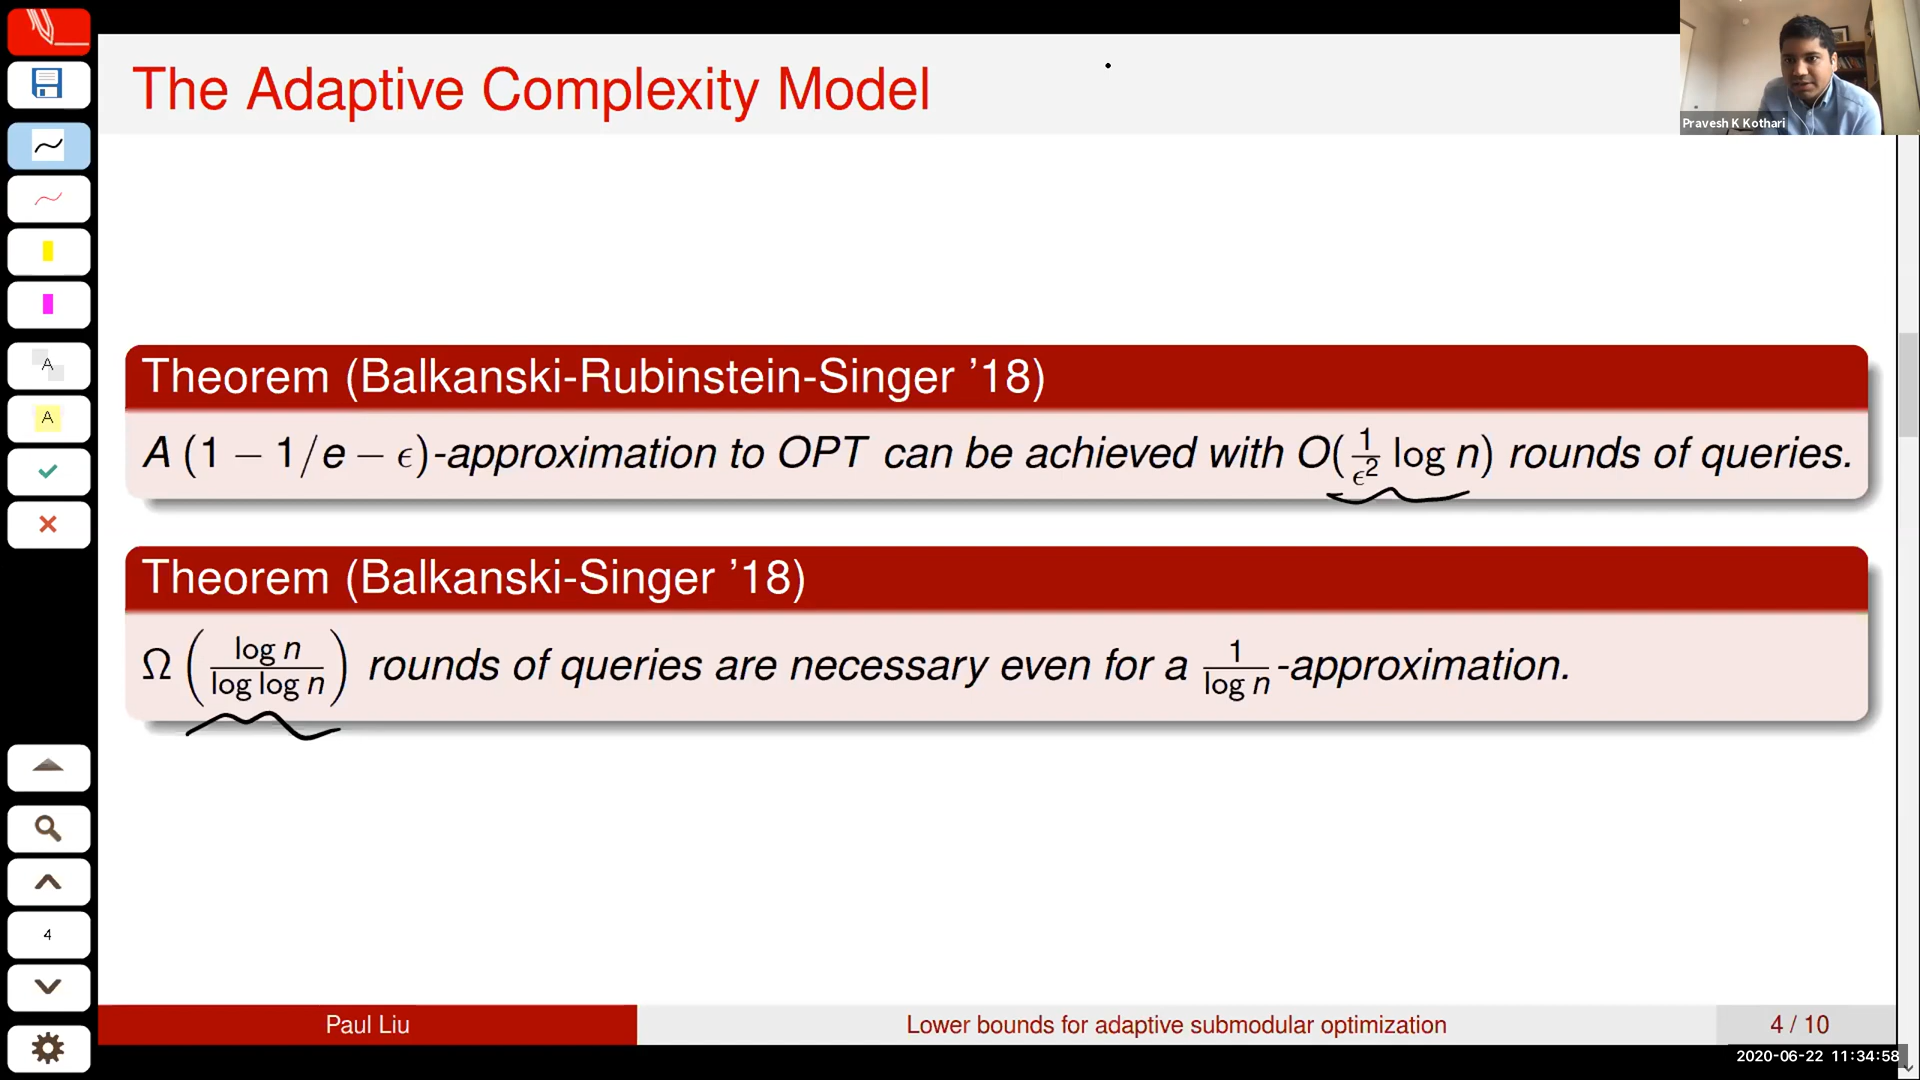 The Adaptive Complexity Model
Pravesh K Kothari
A
A
Theorem (Balkanski-Rubinstein-Singer ’18)
A (1 − 1/e − ϵ)-approximation to OPT can be achieved with O(1/ϵ² log n) rounds of queries.
Theorem (Balkanski-Singer ’18)
Ω (log n / log log n) rounds of queries are necessary even for a 1/log n-approximation.
4
Paul Liu
Lower bounds for adaptive submodular optimization
4 / 10
2020-06-22 11:34:58